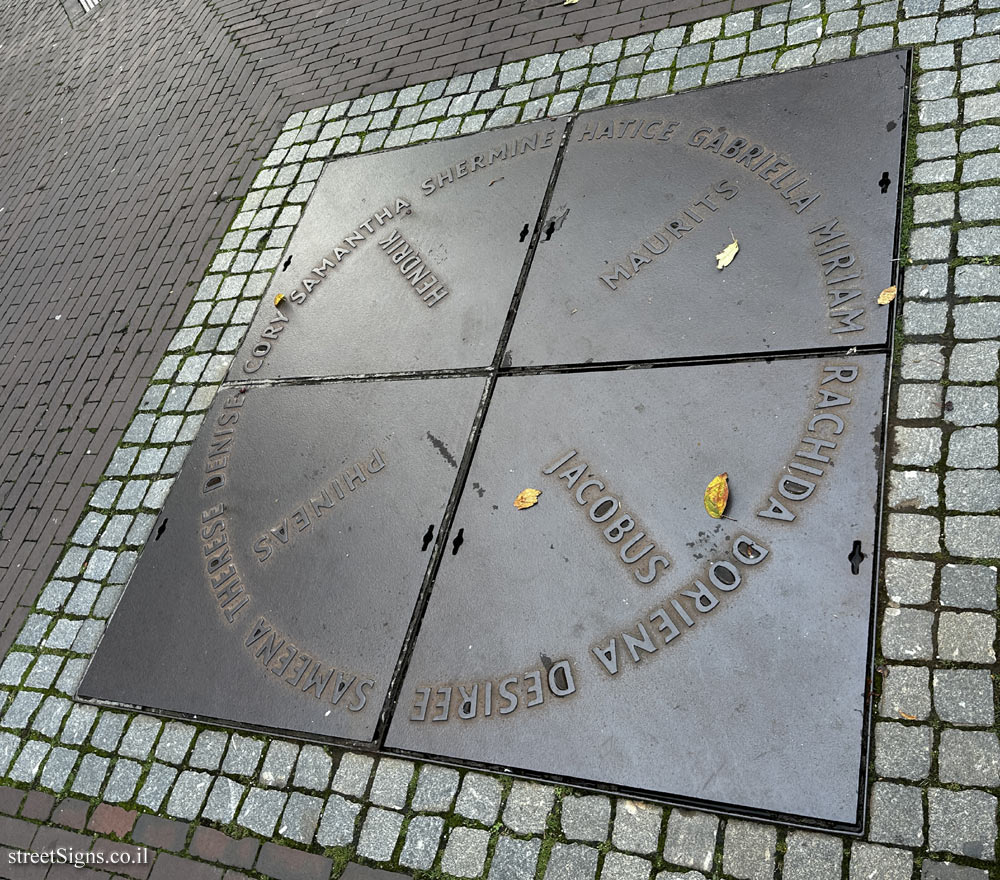 CORY SAMANTHA SHERMINE HATICE GABRIELLA MIRIAM RACHIDA DORIENA DESIREE SAMEENA THERESE DENISE
HENDRIK
MAURITS
JACOBUS
PHINEAS
streetSigns.co.il